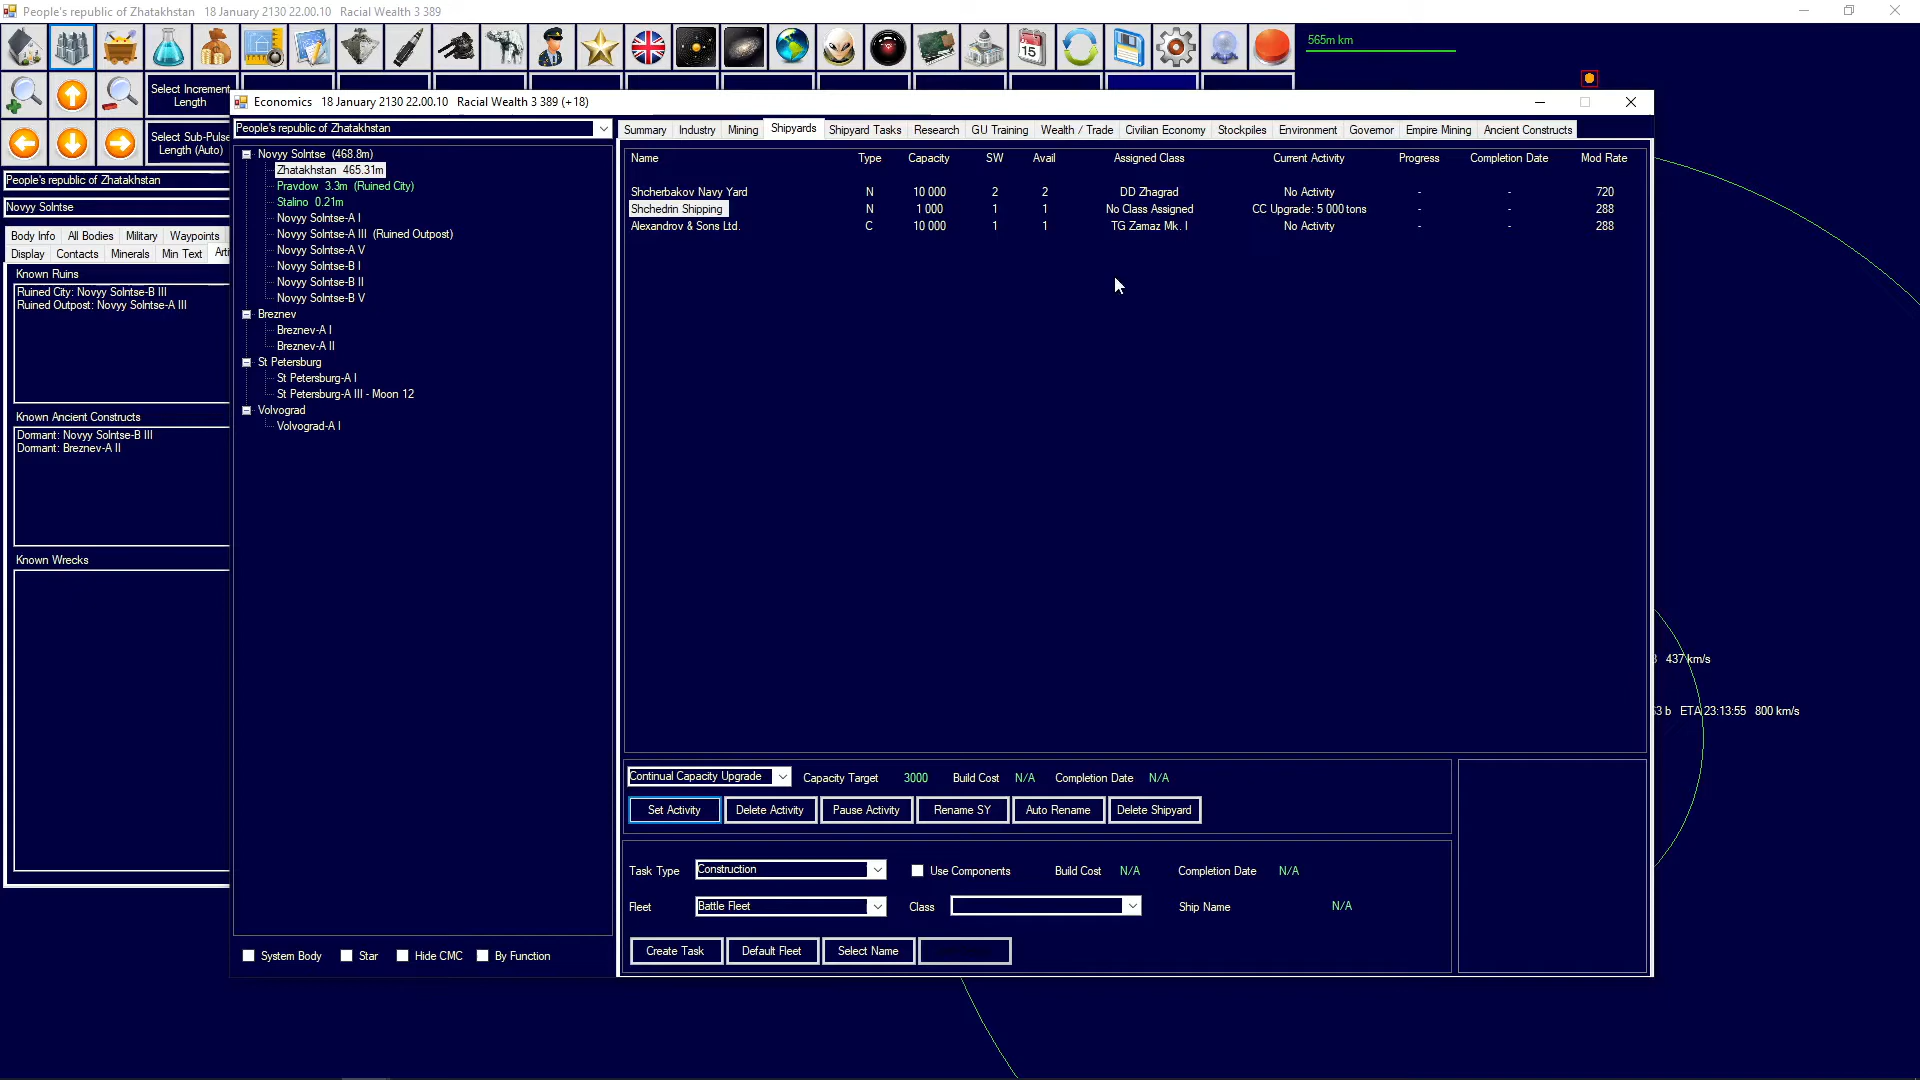 People's republic of Zhatakhstan   18 January 2130 22.00.10   Racial Wealth 3 389
15
565m km
Select Increment Length
Select Sub-Pulse Length (Auto)
People's republic of Zhatakhstan
Novyy Solntse
Body Info   All Bodies   Military   Waypoints
Display   Contacts   Minerals   Min Text
Known Ruins
Ruined City: Novyy Solntse-B III
Ruined Outpost: Novyy Solntse-A III
Known Ancient Constructs
Dormant: Novyy Solntse-B III
Dormant: Breznev-A II
Known Wrecks
Economics   18 January 2130 22.00.10   Racial Wealth 3 389 (+18)
People's republic of Zhatakhstan
Novyy Solntse  (468.8m)
Zhatakhstan  465.31m
Pravdow  3.3m  (Ruined City)
Stalino  0.21m
Novyy Solntse-A I
Novyy Solntse-A III  (Ruined Outpost)
Novyy Solntse-A V
Novyy Solntse-B I
Novyy Solntse-B II
Novyy Solntse-B V
Breznev
Breznev-A I
Breznev-A II
St Petersburg
St Petersburg-A I
St Petersburg-A III - Moon 12
Volvograd
Volvograd-A I
System Body   Star   Hide CMC   By Function
Summary   Industry   Mining   Shipyards   Shipyard Tasks   Research   GU Training   Wealth / Trade   Civilian Economy   Stockpiles   Environment   Governor   Empire Mining   Ancient Constructs
Name   Type   Capacity   SW   Avail   Assigned Class   Current Activity   Progress   Completion Date   Mod Rate
Shcherbakov Navy Yard   N   10 000   2   2   DD Zhagrad   No Activity   -   -   720
Shchedrin Shipping   N   1 000   1   1   No Class Assigned   CC Upgrade: 5 000 tons   -   -   288
Alexandrov & Sons Ltd.   C   10 000   1   1   TG Zamaz Mk. I   No Activity   -   -   288
Continual Capacity Upgrade   Capacity Target   3000   Build Cost   N/A   Completion Date   N/A
Set Activity   Delete Activity   Pause Activity   Rename SY   Auto Rename   Delete Shipyard
Task Type   Construction   Use Components   Build Cost   N/A   Completion Date   N/A
Fleet   Battle Fleet   Class   Ship Name   N/A
Create Task   Default Fleet   Select Name
437 km/s
b   ETA 23:13:55   800 km/s